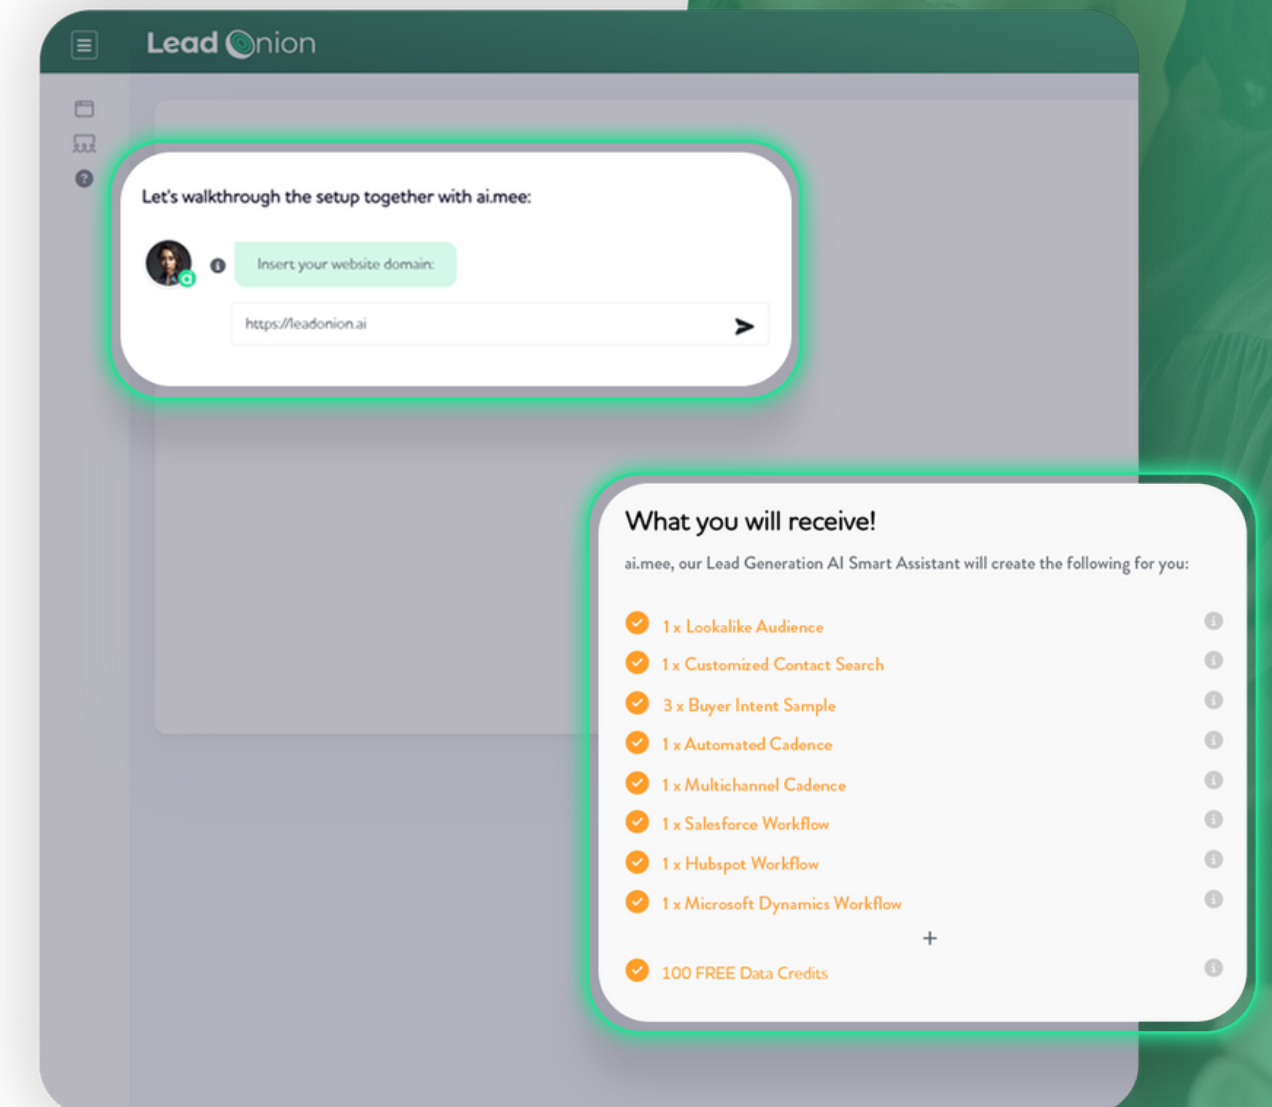 Lead Onion
Let's walkthrough the setup together with ai.mee:
Insert your website domain:
https://leadonion.ai
What you will receive!
ai.mee, our Lead Generation AI Smart Assistant will create the following for you:
1 x Lookalike Audience
1 x Customized Contact Search
3 x Buyer Intent Sample
1 x Automated Cadence
1 x Multichannel Cadence
1 x Salesforce Workflow
1 x Hubspot Workflow
1 x Microsoft Dynamics Workflow
+
100 FREE Data Credits